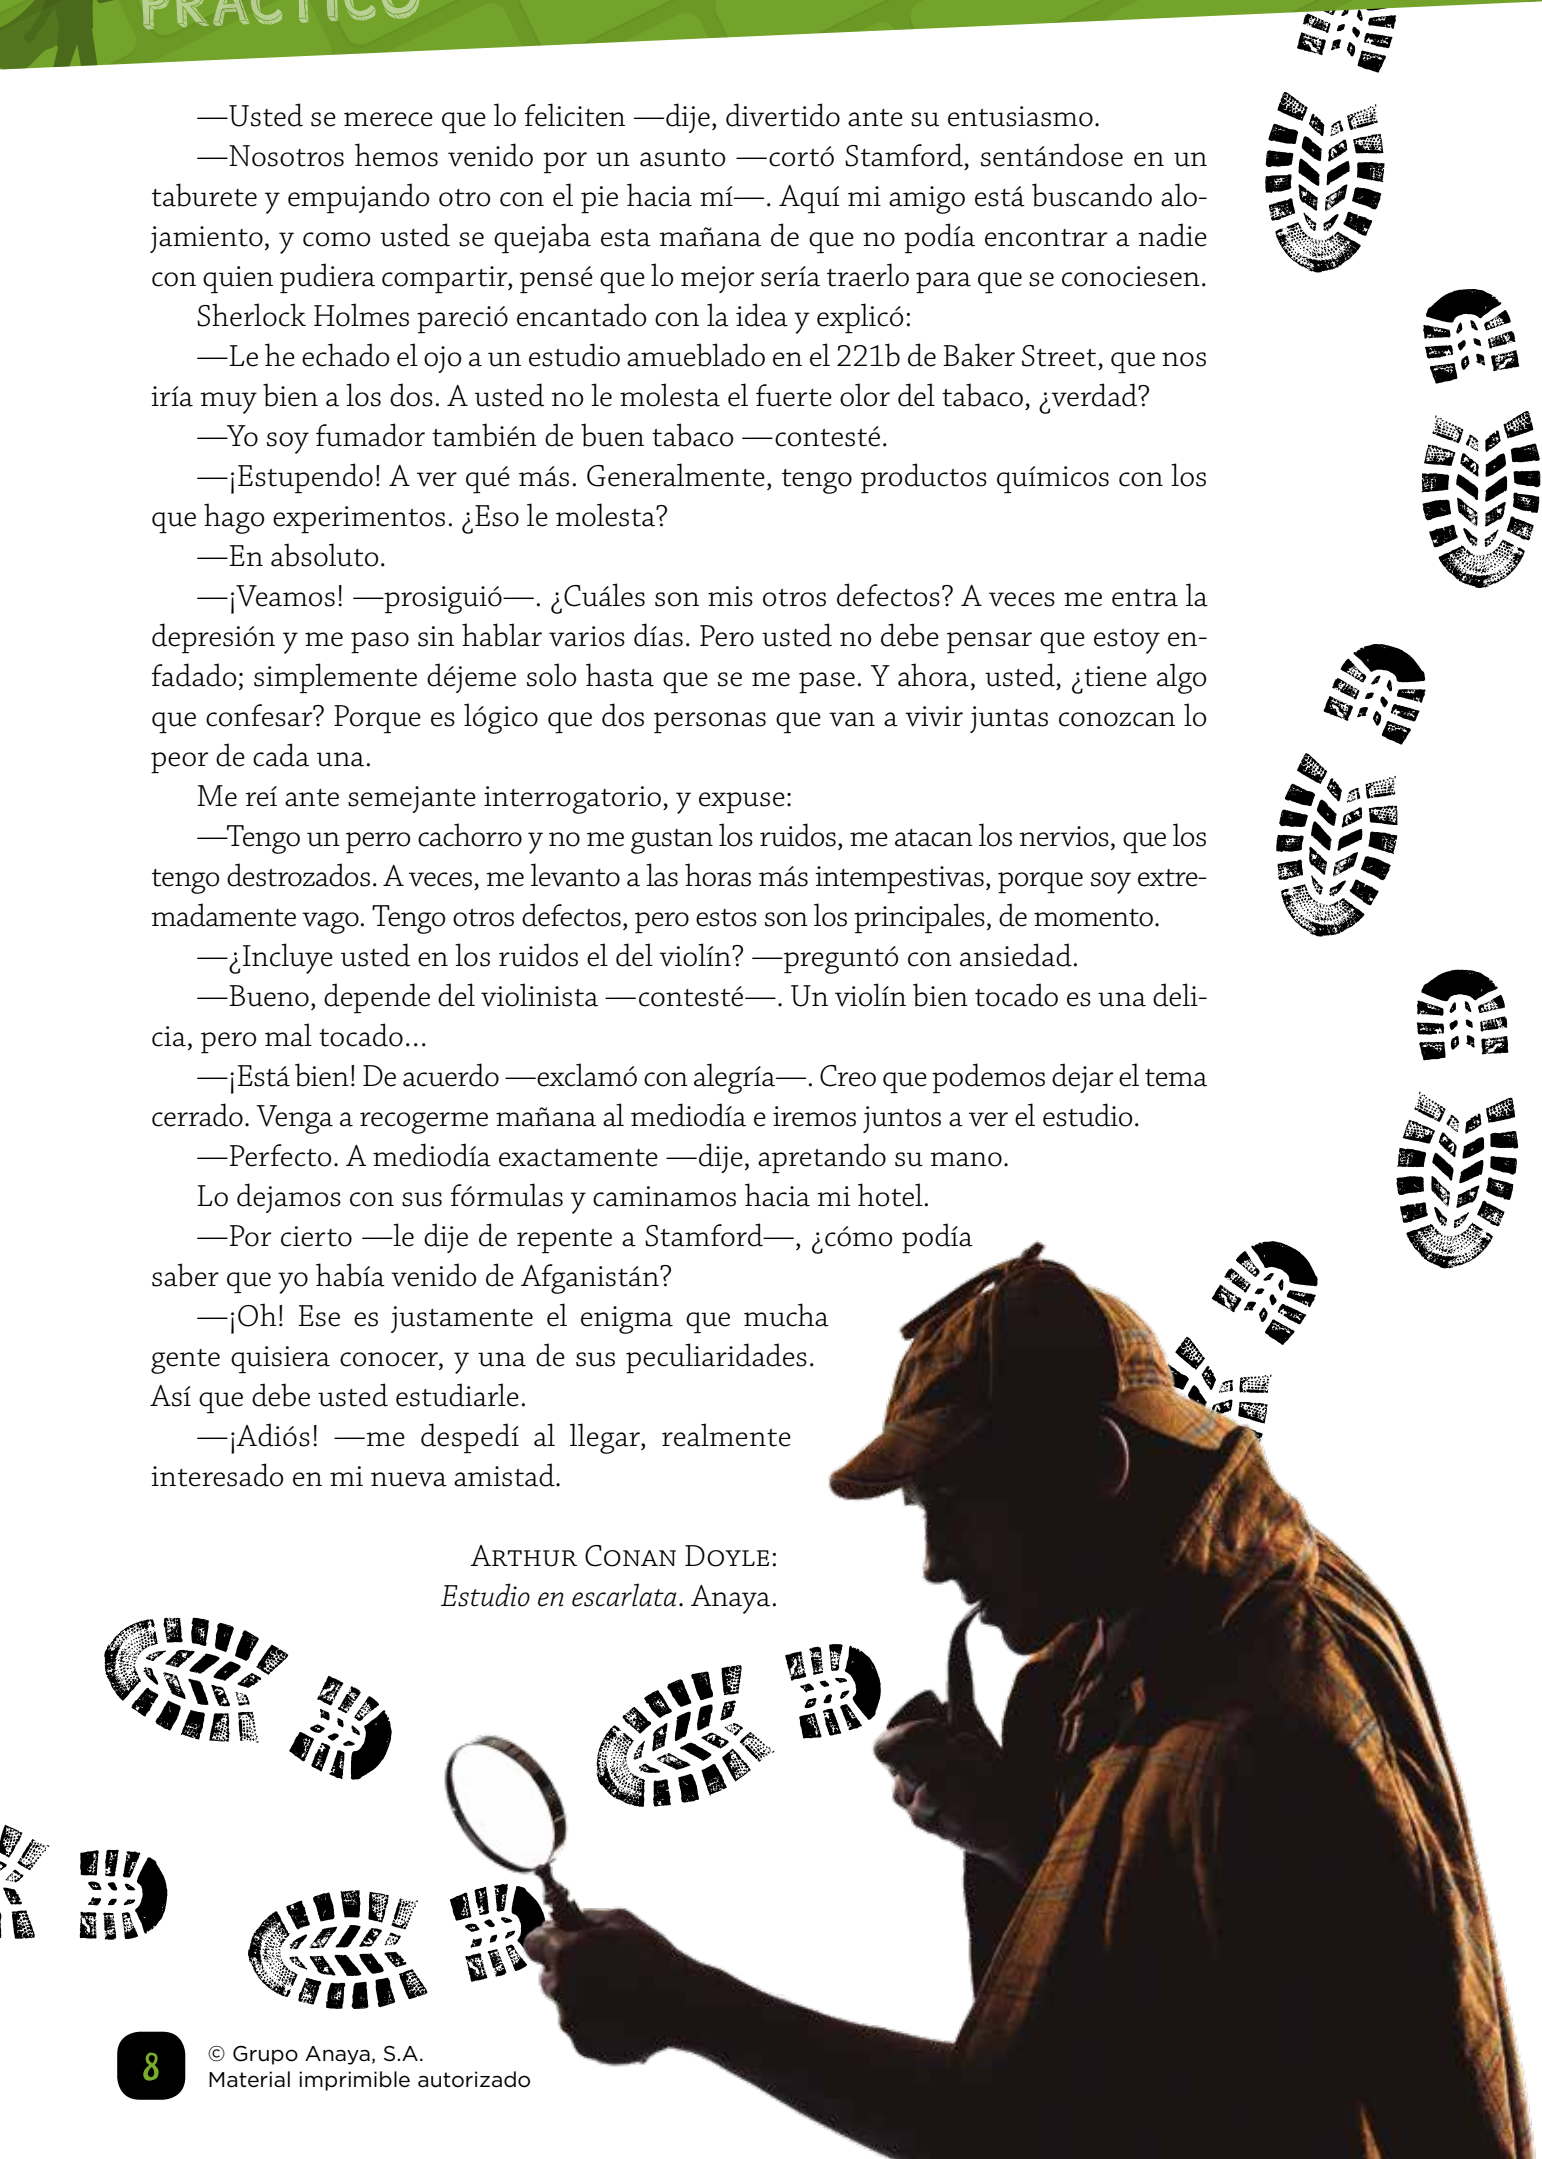 PRÁCTICO
—Usted se merece que lo feliciten —dije, divertido ante su entusiasmo.
—Nosotros hemos venido por un asunto —cortó Stamford, sentándose en un
taburete y empujando otro con el pie hacia mí—. Aquí mi amigo está buscando alo-
jamiento, y como usted se quejaba esta mañana de que no podía encontrar a nadie
con quien pudiera compartir, pensé que lo mejor sería traerlo para que se conociesen.
Sherlock Holmes pareció encantado con la idea y explicó:
—Le he echado el ojo a un estudio amueblado en el 221b de Baker Street, que nos
iría muy bien a los dos. A usted no le molesta el fuerte olor del tabaco, ¿verdad?
—Yo soy fumador también de buen tabaco —contesté.
—¡Estupendo! A ver qué más. Generalmente, tengo productos químicos con los
que hago experimentos. ¿Eso le molesta?
—En absoluto.
—¡Veamos! —prosiguió—. ¿Cuáles son mis otros defectos? A veces me entra la
depresión y me paso sin hablar varios días. Pero usted no debe pensar que estoy en-
fadado; simplemente déjeme solo hasta que se me pase. Y ahora, usted, ¿tiene algo
que confesar? Porque es lógico que dos personas que van a vivir juntas conozcan lo
peor de cada una.
Me reí ante semejante interrogatorio, y expuse:
—Tengo un perro cachorro y no me gustan los ruidos, me atacan los nervios, que los
tengo destrozados. A veces, me levanto a las horas más intempestivas, porque soy extre-
madamente vago. Tengo otros defectos, pero estos son los principales, de momento.
—¿Incluye usted en los ruidos el del violín? —preguntó con ansiedad.
—Bueno, depende del violinista —contesté—. Un violín bien tocado es una deli-
cia, pero mal tocado...
—¡Está bien! De acuerdo —exclamó con alegría—. Creo que podemos dejar el tema
cerrado. Venga a recogerme mañana al mediodía e iremos juntos a ver el estudio.
—Perfecto. A mediodía exactamente —dije, apretando su mano.
Lo dejamos con sus fórmulas y caminamos hacia mi hotel.
—Por cierto —le dije de repente a Stamford—, ¿cómo podía
saber que yo había venido de Afganistán?
—¡Oh! Ese es justamente el enigma que mucha
gente quisiera conocer, y una de sus peculiaridades.
Así que debe usted estudiarle.
—¡Adiós! —me despedí al llegar, realmente
interesado en mi nueva amistad.
ARTHUR CONAN DOYLE:
Estudio en escarlata. Anaya.
8
© Grupo Anaya, S.A.
Material imprimible autorizado